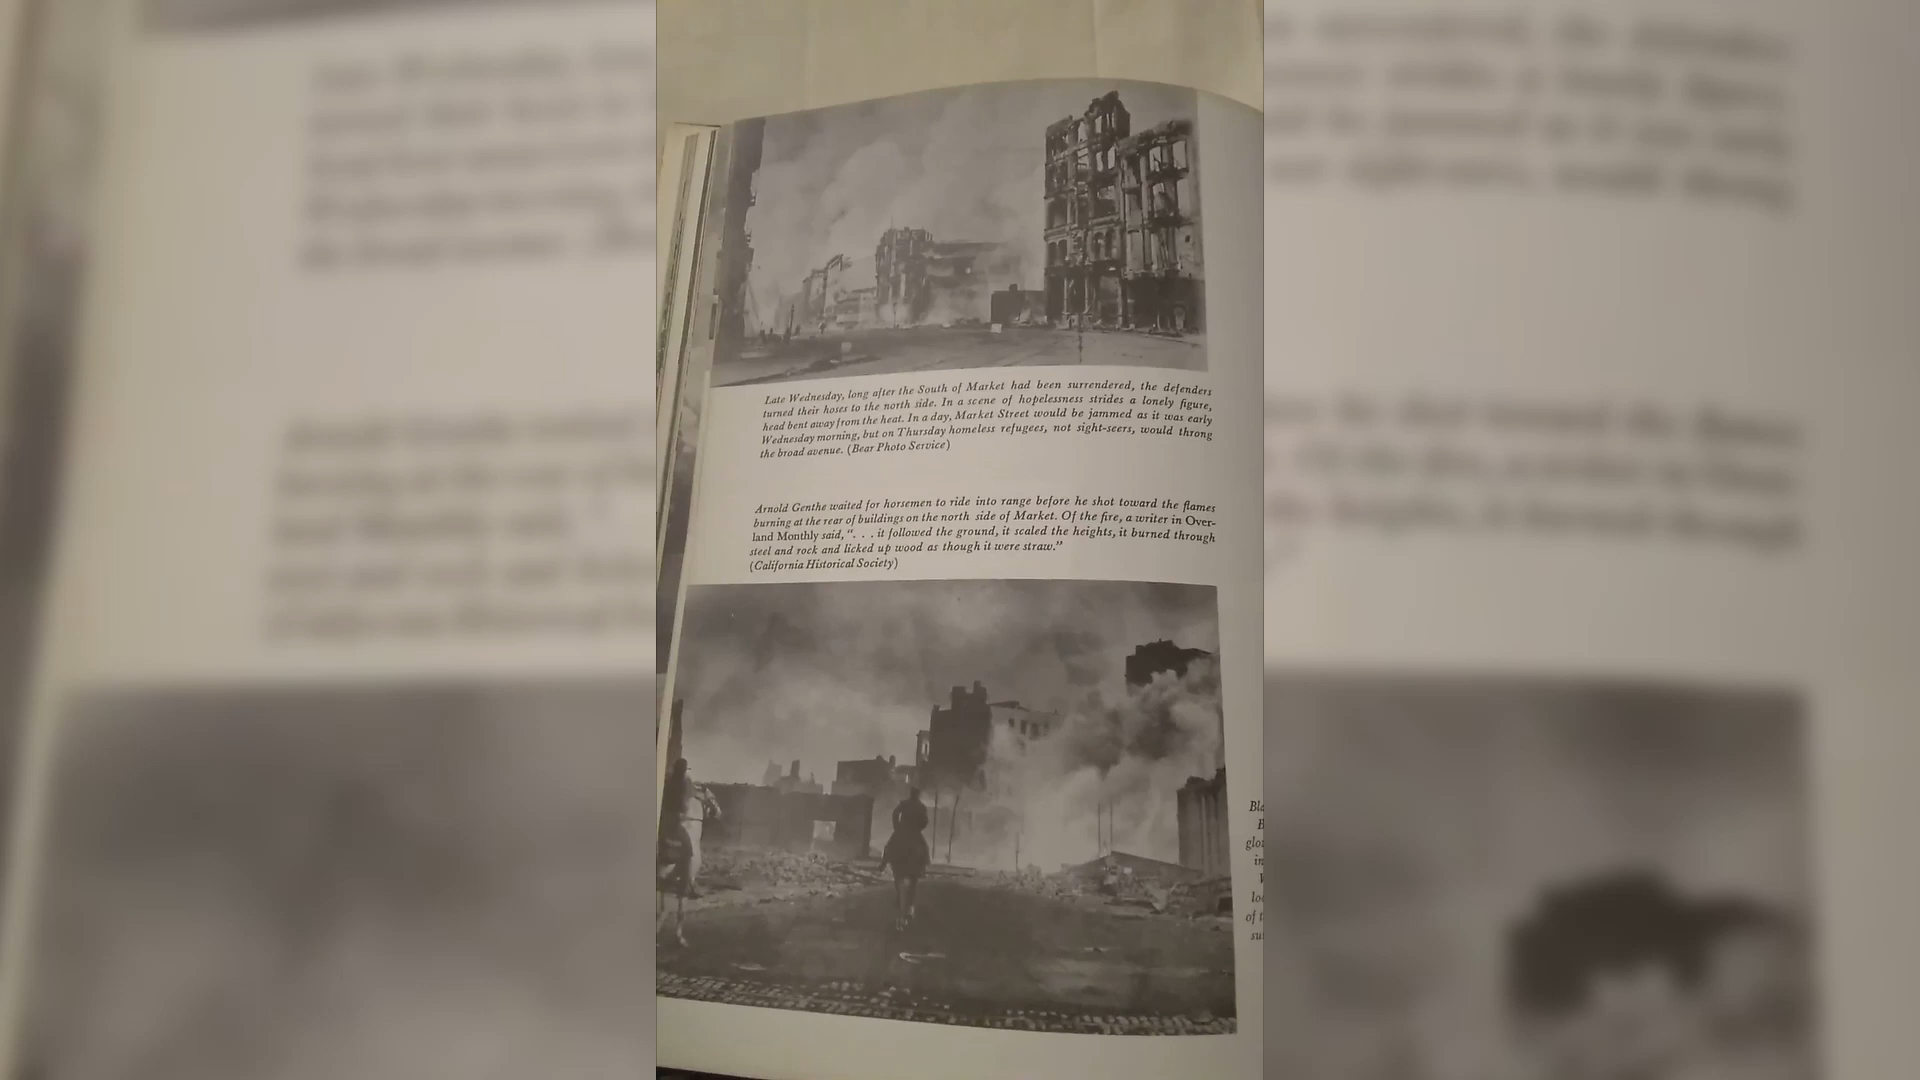 Late Wednesday, long after the South of Market had been surrendered, the defenders
turned their hoses to the north side. In a scene of hopelessness strides a lonely figure,
head bent away from the heat. In a day, Market Street would be jammed as it was early
Wednesday morning, but on Thursday homeless refugees, not sight-seers, would throng
the broad avenue. (Bear Photo Service)
Arnold Genthe waited for horsemen to ride into range before he shot toward the flames
burning at the rear of buildings on the north side of Market. Of the fire, a writer in Over-
land Monthly said, “. . . it followed the ground, it scaled the heights, it burned through
steel and rock and licked up wood as though it were straw.”
(California Historical Society)